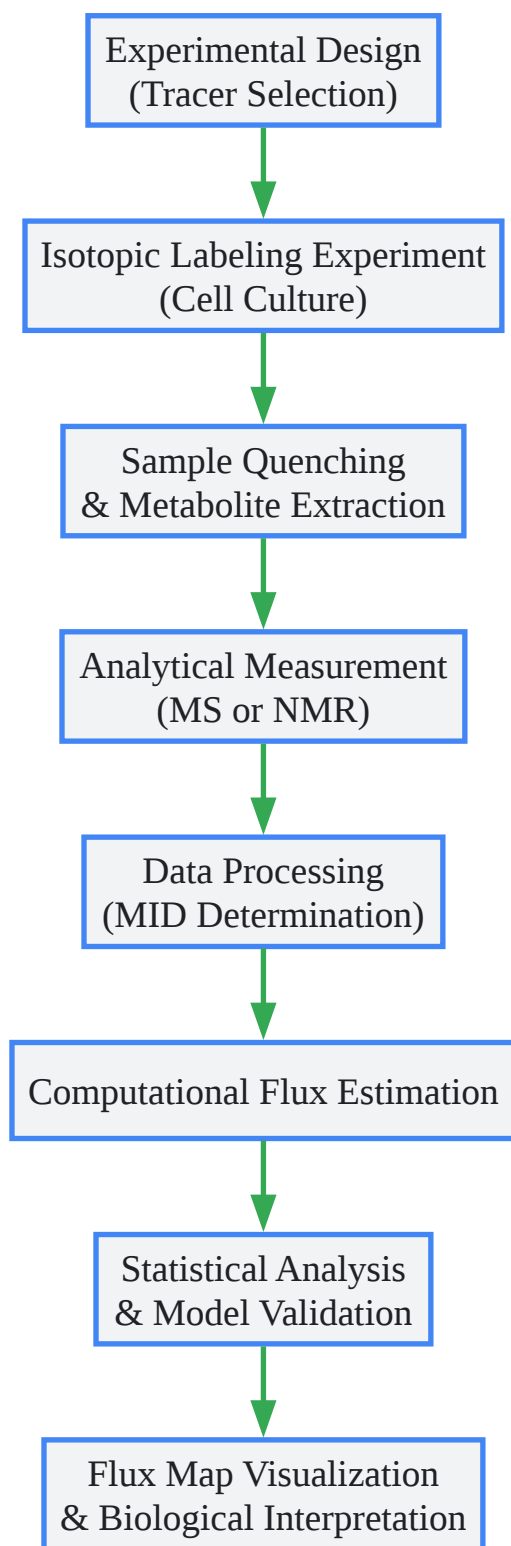 Experimental Design
(Tracer Selection)
Isotopic Labeling Experiment
(Cell Culture)
Sample Quenching
& Metabolite Extraction
Analytical Measurement
(MS or NMR)
Data Processing
(MID Determination)
Computational Flux Estimation
Statistical Analysis
& Model Validation
Flux Map Visualization
& Biological Interpretation